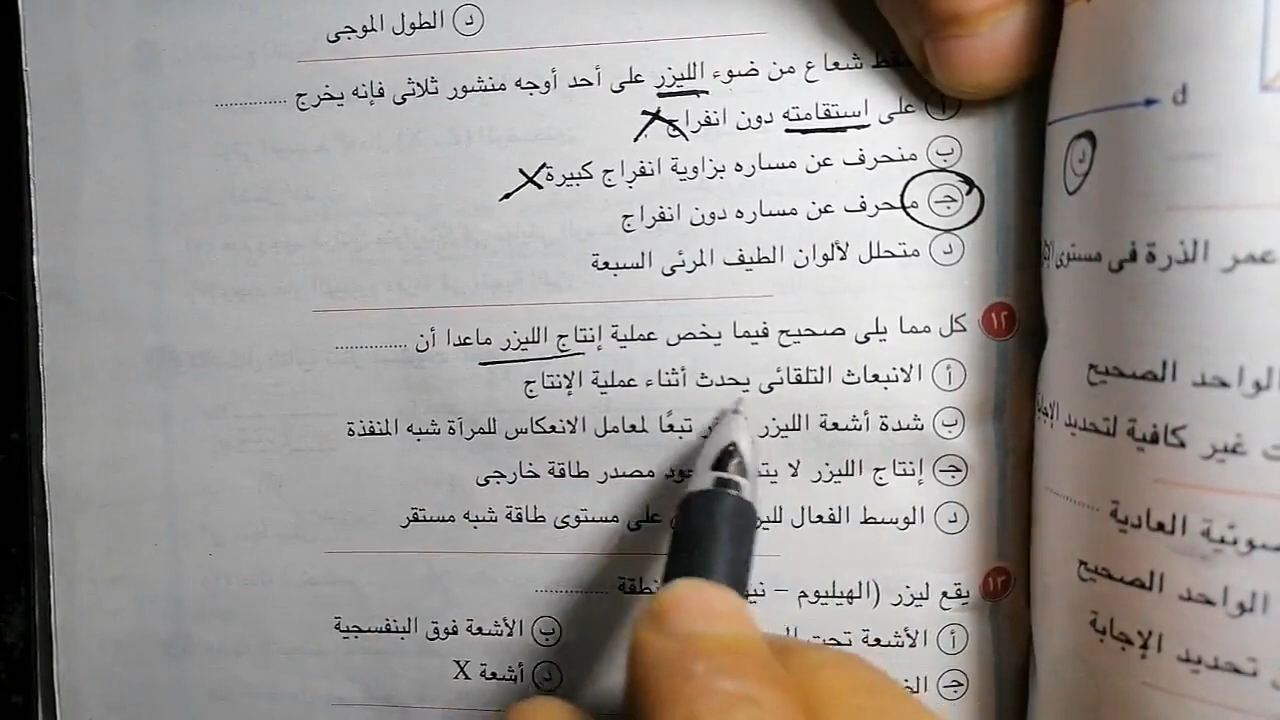 د الطول الموجى
شعاع من ضوء الليزر على أحد أوجه منشور ثلاثى فإنه يخرج ..............
أ على استقامته دون انفراج
ب منحرف عن مساره بزاوية انفراج كبيرة
جـ منحرف عن مساره دون انفراج
د متحلل لألوان الطيف المرئى السبعة
١٢ كل مما يلى صحيح فيما يخص عملية إنتاج الليزر ماعدا أن ..............
أ الانبعاث التلقائى يحدث أثناء عملية الإنتاج
ب شدة أشعة الليزر تبعًا لمعامل الانعكاس للمرآة شبه المنفذة
جـ إنتاج الليزر لا مصدر طاقة خارجى
د الوسط الفعال على مستوى طاقة شبه مستقر
١٣ يقع ليزر (الهيليوم – ..............
أ الأشعة تحت
ب الأشعة فوق البنفسجية
جـ
د أشعة X
d
د
عمر الذرة فى مستوى
الواحد الصحيح
غير كافية لتحديد الإجابة
العادية ..............
الواحد الصحيح
تحديد الإجابة